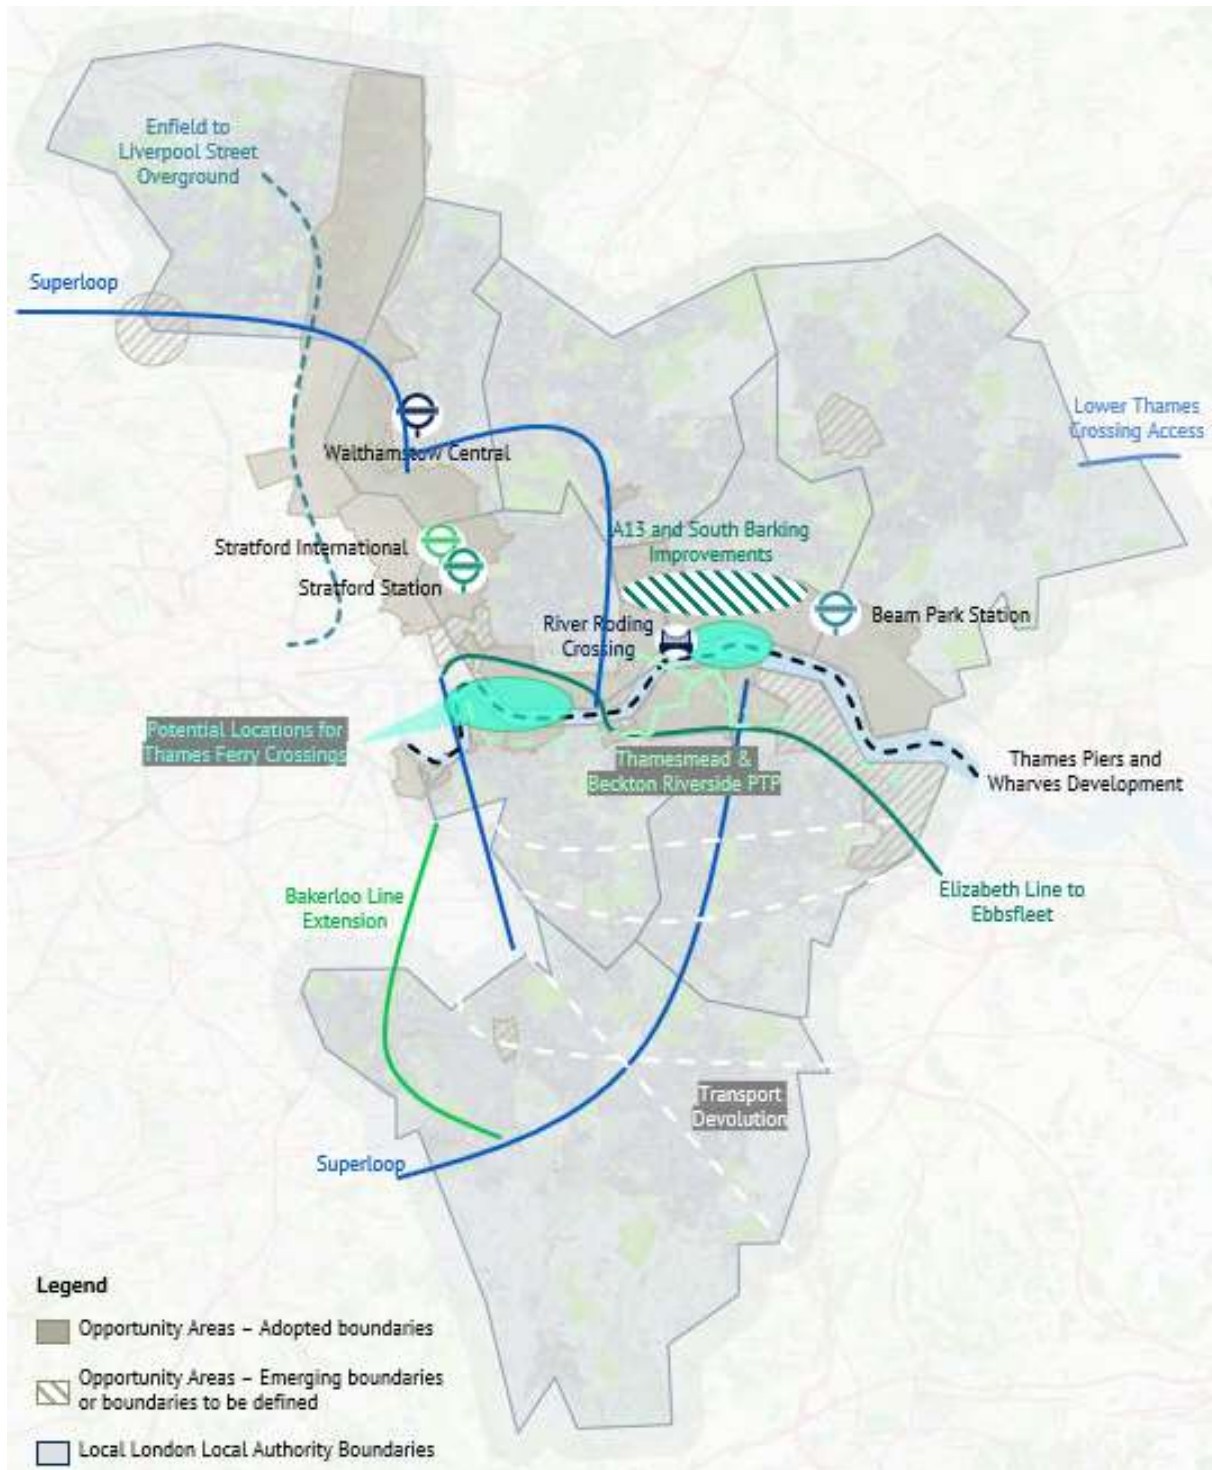 Enfield to
Liverpool Street
Overground
Superloop
Lower Thames
Crossing Access
Walthamstow Central
A13 and South Barking
Improvements
Stratford International
Stratford Station
River Roding
Crossing
Beam Park Station
Potential Locations for
Thames Ferry Crossings
Thamesmead &
Beckton Riverside PTP
Thames Piers and
Wharves Development
Bakerloo Line
Extension
Elizabeth Line to
Ebbsfleet
Transport
Devolution
Superloop
Legend
Opportunity Areas – Adopted boundaries
Opportunity Areas – Emerging boundaries
or boundaries to be defined
Local London Local Authority Boundaries